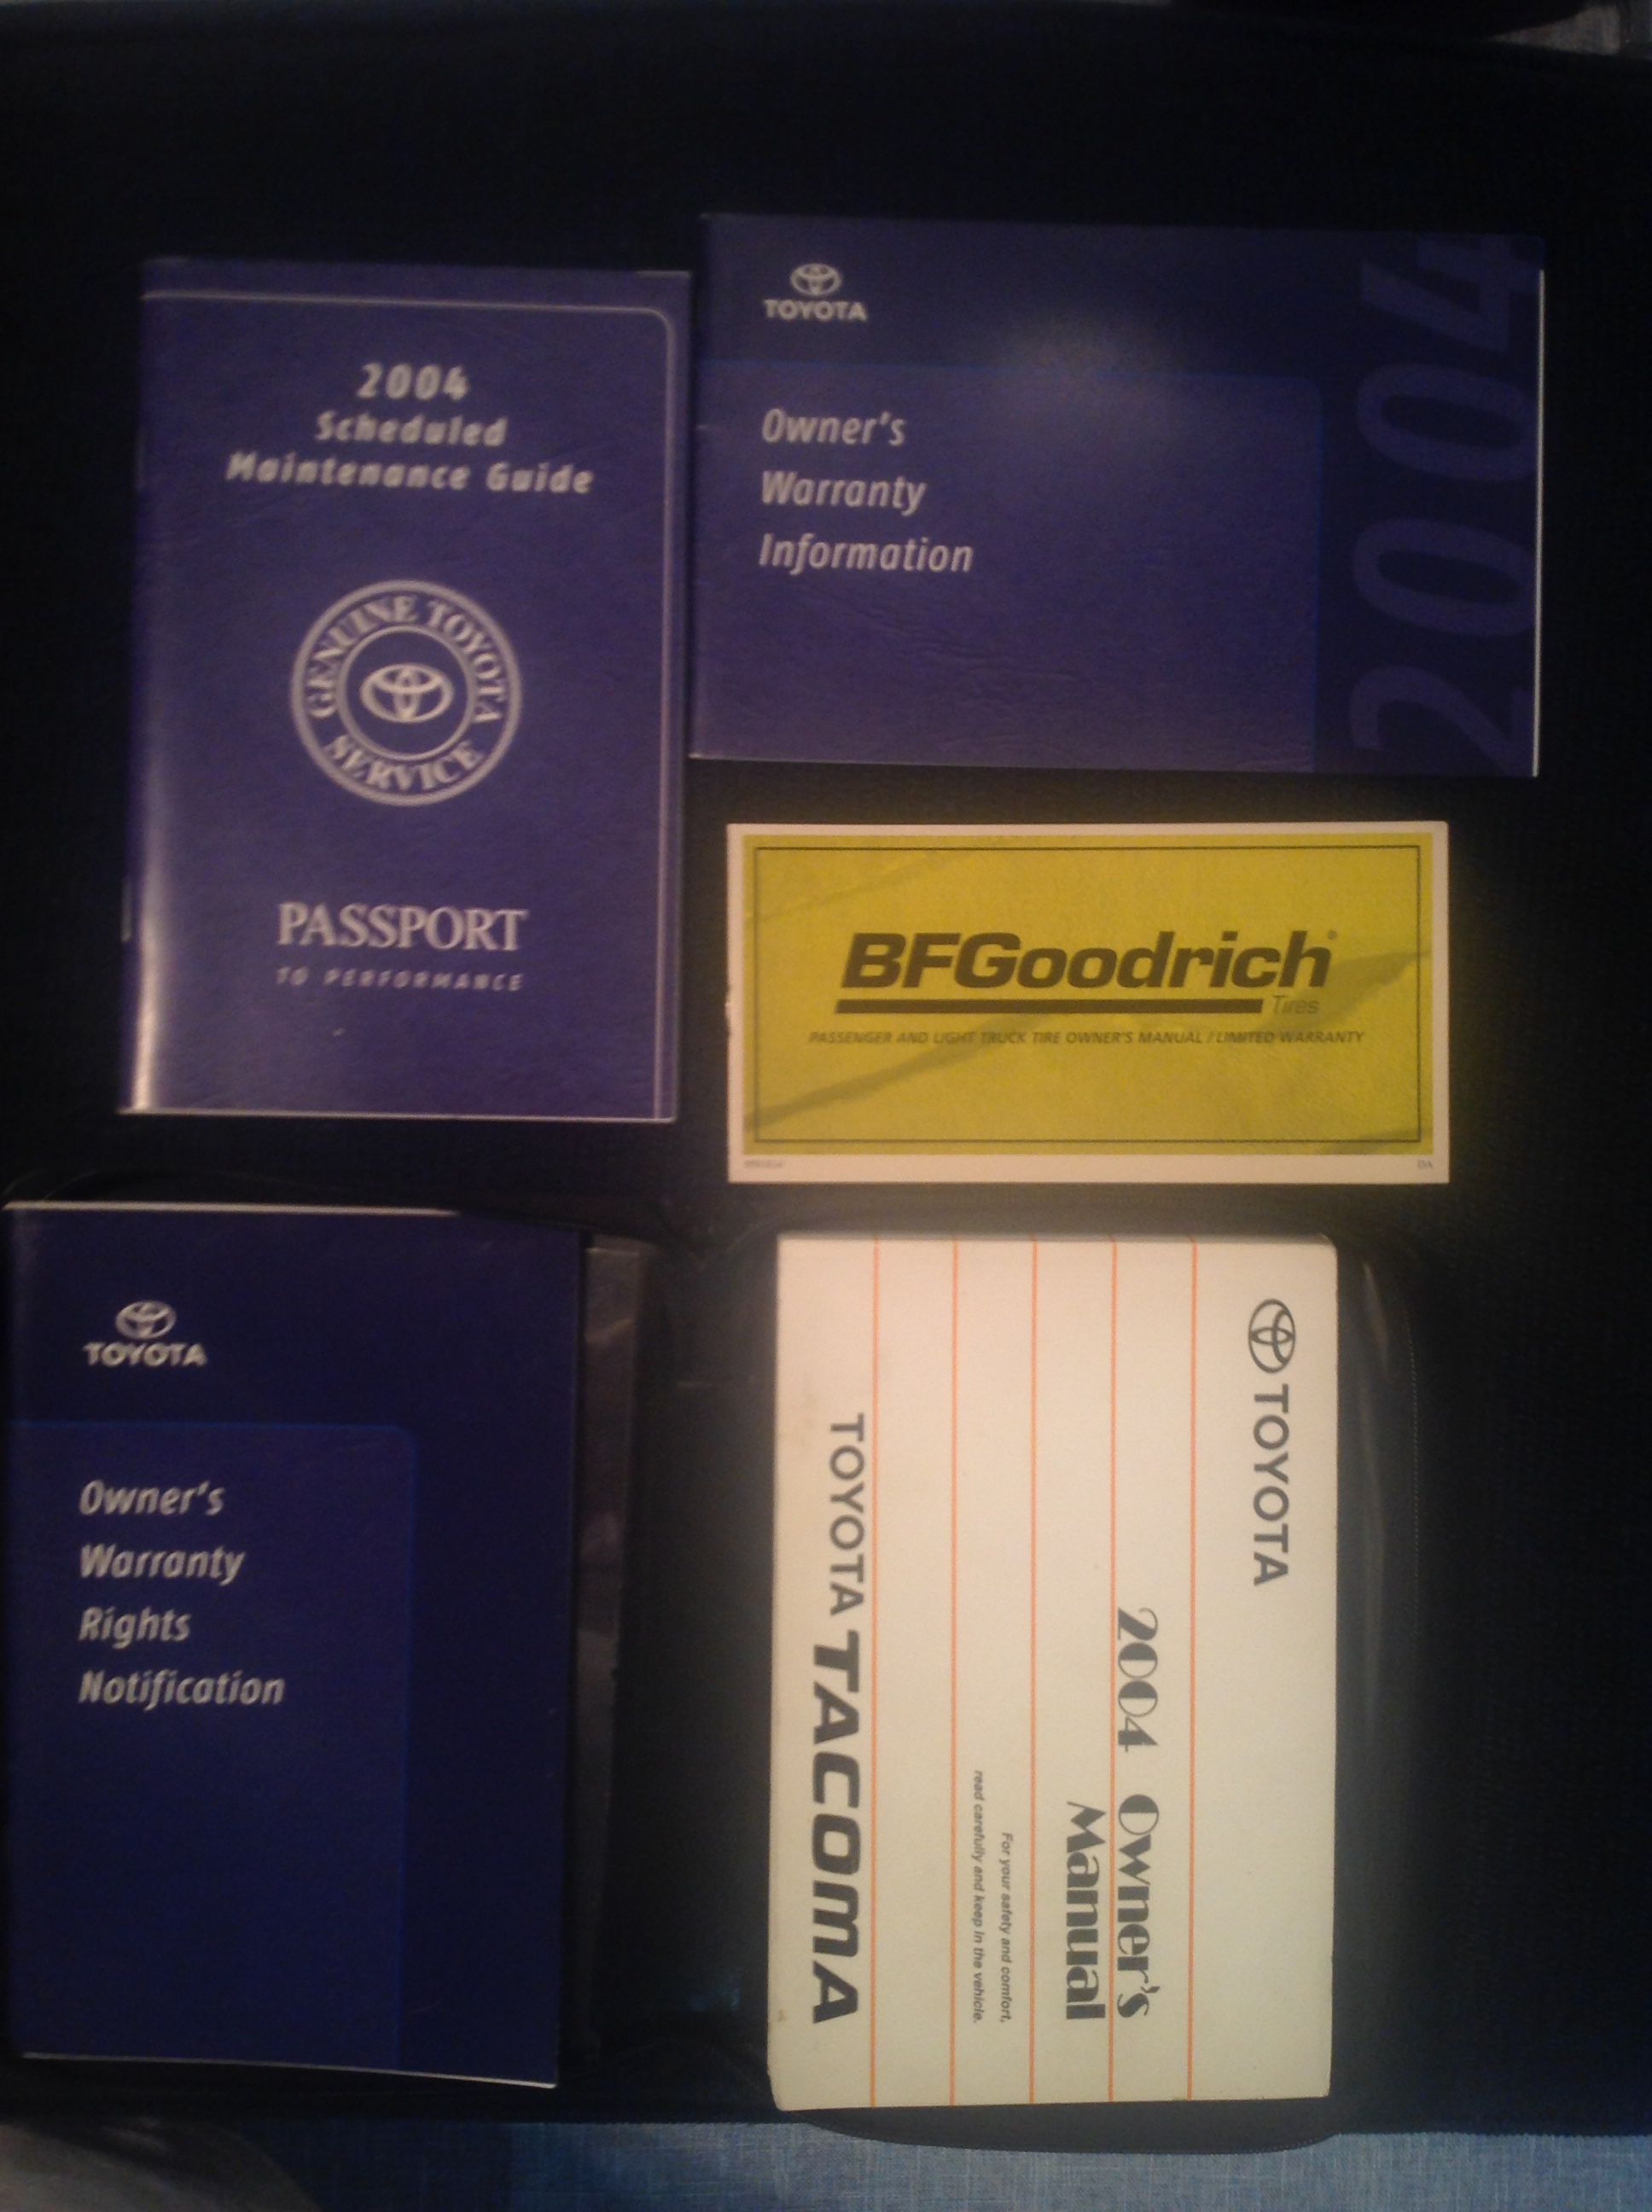 2004
Scheduled
Maintenance Guide
GENUINE TOYOTA
SERVICE
PASSPORT
TO PERFORMANCE
TOYOTA
Owner's
Warranty
Information
2004
BFGoodrich®
Tires
PASSENGER AND LIGHT TRUCK TIRE OWNER'S MANUAL / LIMITED WARRANTY
DA
TOYOTA
Owner's
Warranty
Rights
Notification
TOYOTA
2004 Owner's
Manual
For your safety and comfort,
read carefully and keep in the vehicle.
TOYOTA TACOMA